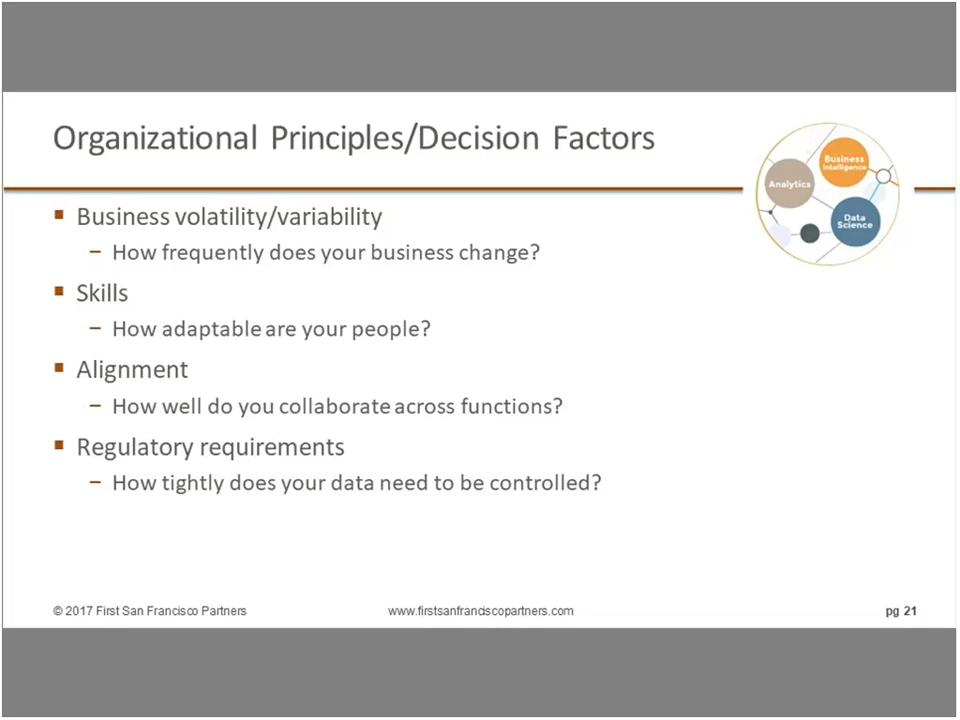 Organizational Principles/Decision Factors
Business
Intelligence
Analytics
Data
Science
▪ Business volatility/variability
– How frequently does your business change?
▪ Skills
– How adaptable are your people?
▪ Alignment
– How well do you collaborate across functions?
▪ Regulatory requirements
– How tightly does your data need to be controlled?
© 2017 First San Francisco Partners
www.firstsanfranciscopartners.com
pg 21